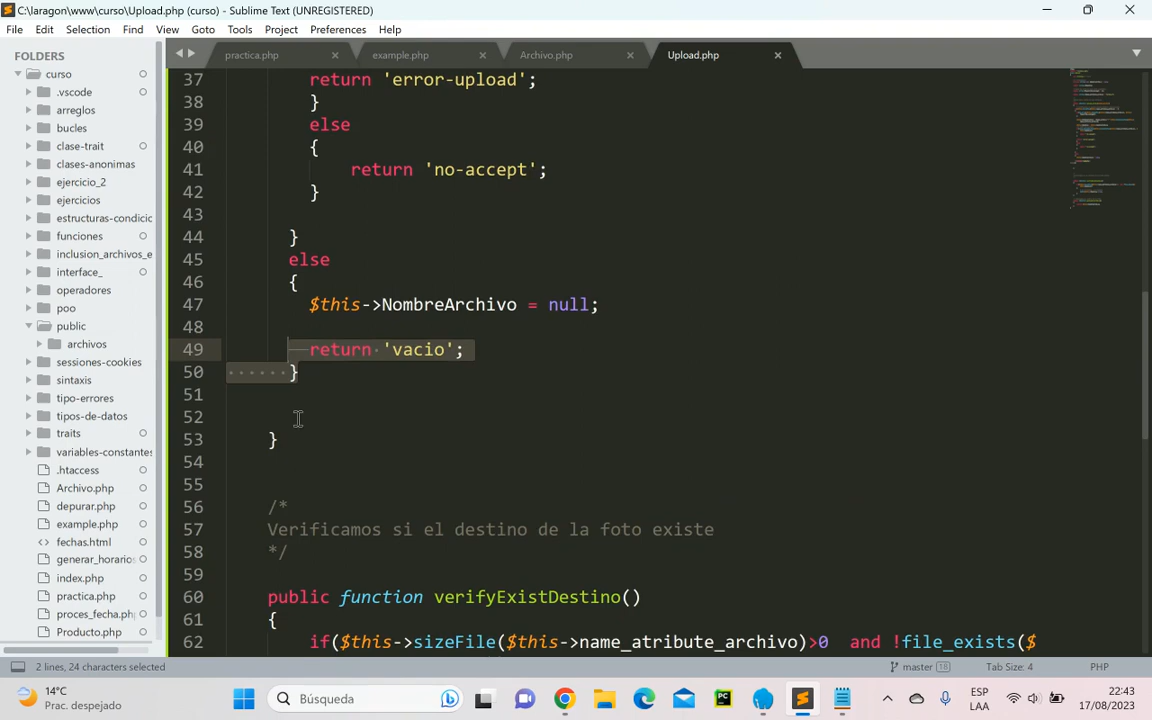 C:\laragon\www\curso\Upload.php (curso) - Sublime Text (UNREGISTERED)
File Edit Selection Find View Goto Tools Project Preferences Help
FOLDERS
curso
.vscode
arreglos
bucles
clase-trait
clases-anonimas
ejercicio_2
ejercicios
estructuras-condicio
funciones
inclusion_archivos_e
interface_
operadores
poo
public
archivos
sessiones-cookies
sintaxis
tipo-errores
tipos-de-datos
traits
variables-constantes
.htaccess
Archivo.php
depurar.php
example.php
fechas.html
generar_horarios
index.php
practica.php
proces_fecha.ph
Producto.php
practica.php example.php Archivo.php Upload.php
37 return 'error-upload';
38 }
39 else
40 {
41 return 'no-accept';
42 }
43
44 }
45 else
46 {
47 $this->NombreArchivo = null;
48
49 return 'vacio';
50 }
51
52
53 }
54
55
56 /*
57 Verificamos si el destino de la foto existe
58 */
59
60 public function verifyExistDestino()
61 {
62 if($this->sizeFile($this->name_atribute_archivo)>0 and !file_exists($
2 lines, 24 characters selected
master 18 Tab Size: 4 PHP
14°C
Prac. despejado
Búsqueda
ESP
LAA
22:43
17/08/2023